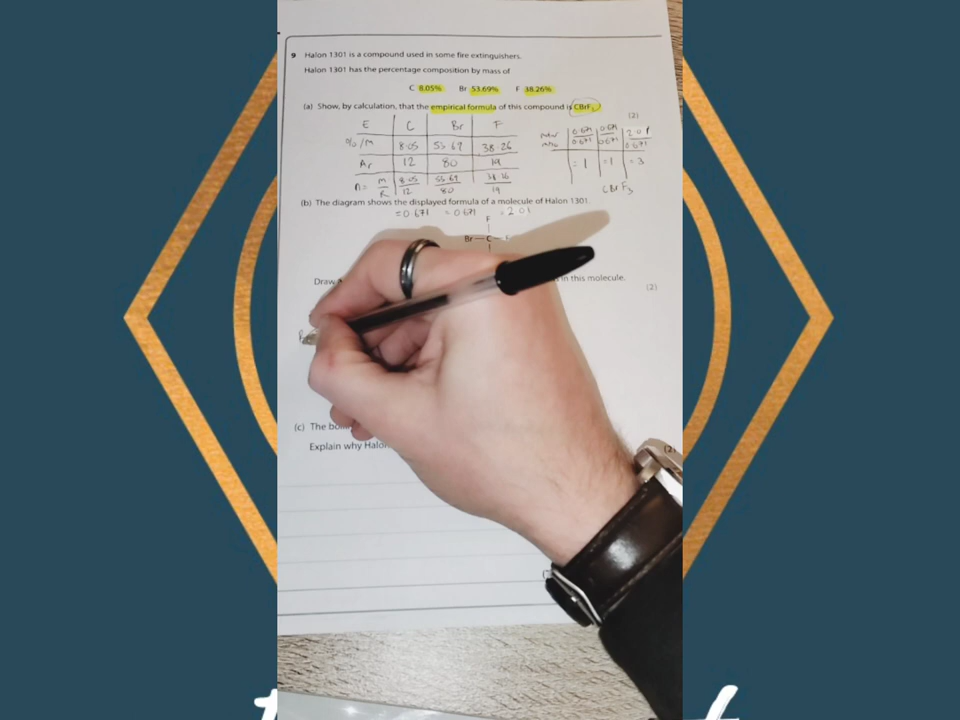 9 Halon 1301 is a compound used in some fire extinguishers.
Halon 1301 has the percentage composition by mass of
C 8.05% Br 53.69% F 38.26%
(a) Show, by calculation, that the empirical formula of this compound is CBrF₃.
(2)
E C Br F
%/M 8.05 53.69 38.26
Ar 12 80 19
n= m/R 8.05/12 53.69/80 38.26/19
=0.671 =0.671 =2.01
0.671/0.671 0.671/0.671 2.01/0.671
=1 =1 =3
CBrF₃
(b) The diagram shows the displayed formula of a molecule of Halon 1301.
F
Br C F
Draw in this molecule.
(2)
(c) The
Explain why
(2)